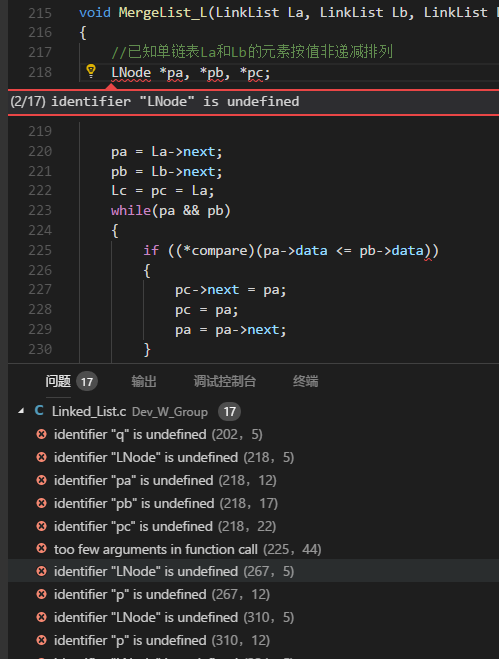 215 void MergeList_L(LinkList La, LinkList Lb, LinkList
216 {
217 //已知单链表La和Lb的元素按值非递减排列
218 LNode *pa, *pb, *pc;
(2/17) identifier "LNode" is undefined
219
220 pa = La->next;
221 pb = Lb->next;
222 Lc = pc = La;
223 while(pa && pb)
224 {
225 if ((*compare)(pa->data <= pb->data))
226 {
227 pc->next = pa;
228 pc = pa;
229 pa = pa->next;
230 }
问题 17 输出 调试控制台 终端
C Linked_List.c Dev_W_Group 17
identifier "q" is undefined (202, 5)
identifier "LNode" is undefined (218, 5)
identifier "pa" is undefined (218, 12)
identifier "pb" is undefined (218, 17)
identifier "pc" is undefined (218, 22)
too few arguments in function call (225, 44)
identifier "LNode" is undefined (267, 5)
identifier "p" is undefined (267, 12)
identifier "LNode" is undefined (310, 5)
identifier "p" is undefined (310, 12)